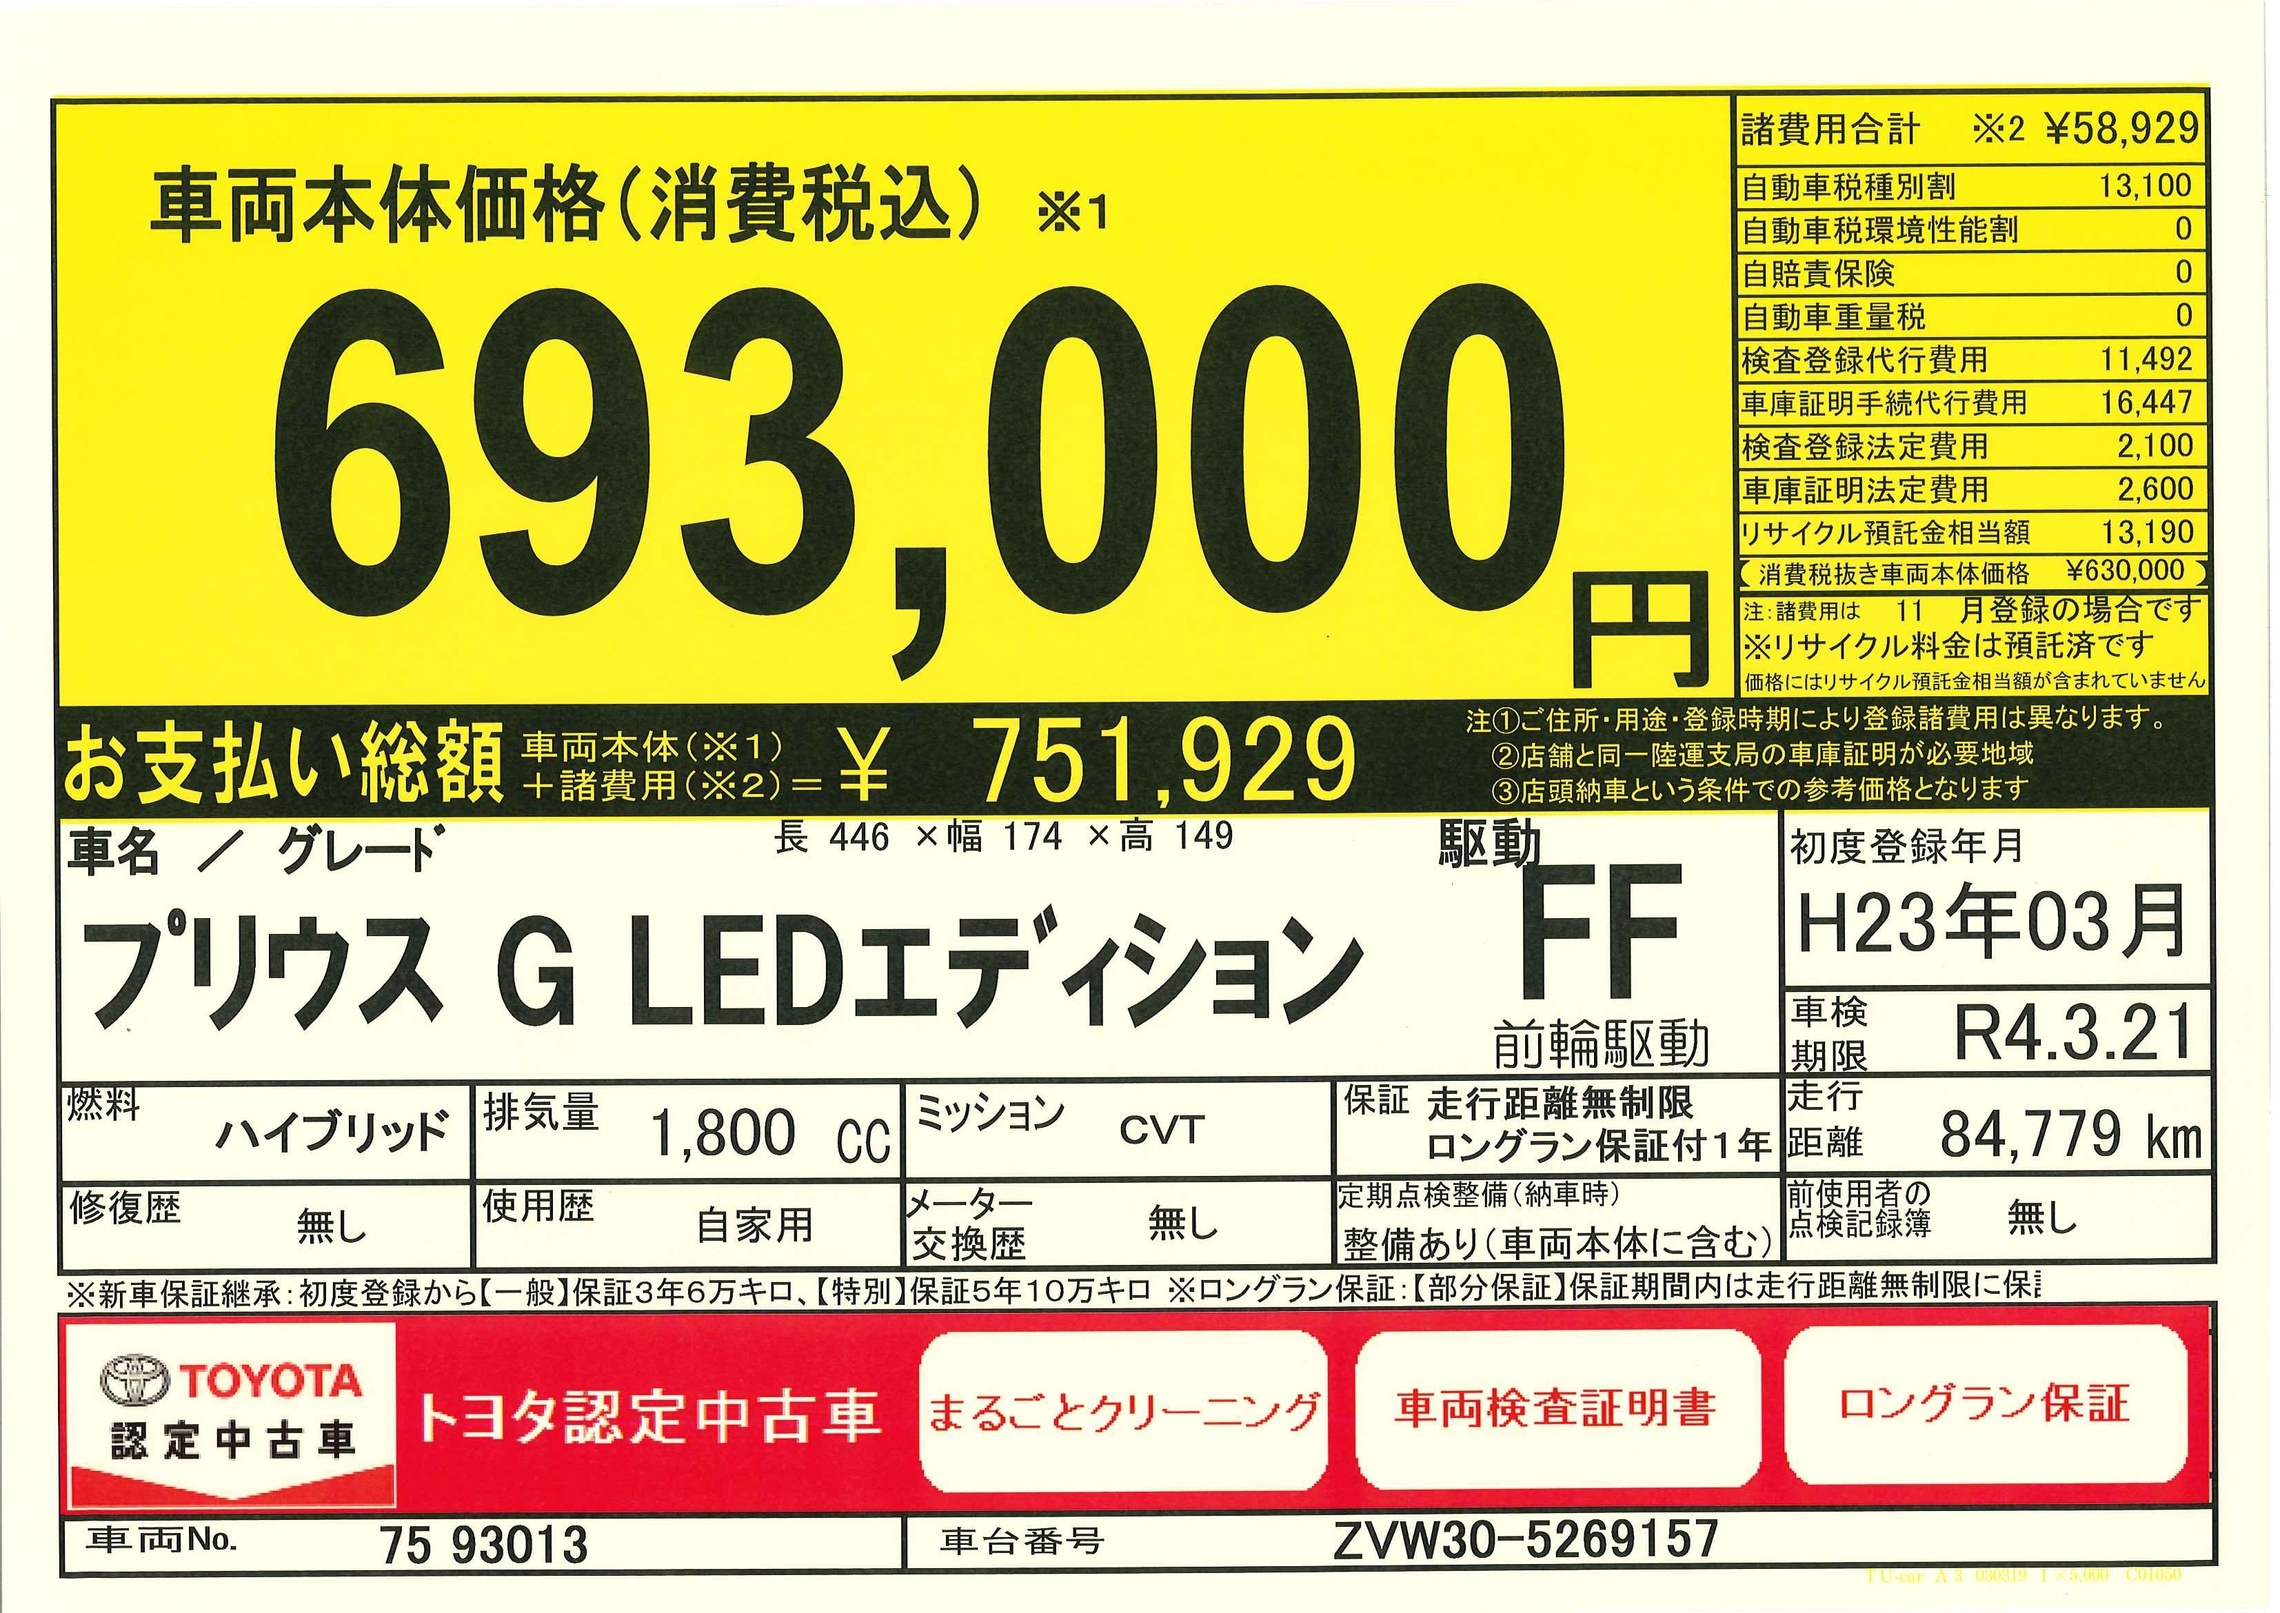 車両本体価格(消費税込) ※1
693,000円
諸費用合計 ※2 ¥58,929
自動車税種別割 13,100
自動車税環境性能割 0
自賠責保険 0
自動車重量税 0
検査登録代行費用 11,492
車庫証明手続代行費用 16,447
検査登録法定費用 2,100
車庫証明法定費用 2,600
リサイクル預託金相当額 13,190
(消費税抜き車両本体価格 ¥630,000)
注:諸費用は 11 月登録の場合です
※リサイクル料金は預託済です
価格にはリサイクル預託金相当額が含まれていません
お支払い総額 車両本体(※1)
+諸費用(※2)=¥ 751,929
注①ご住所・用途・登録時期により登録諸費用は異なります。
②店舗と同一陸運支局の車庫証明が必要地域
③店頭納車という条件での参考価格となります
車名 / グレード 長 446 ×幅 174 ×高 149
プリウス G LEDエディション
駆動
FF
前輪駆動
初度登録年月
H23年03月
車検期限 R4.3.21
燃料 ハイブリッド
排気量 1,800 CC
ミッション CVT
保証 走行距離無制限
ロングラン保証付1年
走行距離 84,779 km
修復歴 無し
使用歴 自家用
メーター交換歴 無し
定期点検整備(納車時)
整備あり(車両本体に含む)
前使用者の点検記録簿 無し
※新車保証継承:初度登録から【一般】保証3年6万キロ、【特別】保証5年10万キロ ※ロングラン保証:【部分保証】保証期間内は走行距離無制限に保
TOYOTA
認定中古車
トヨタ認定中古車
まるごとクリーニング
車両検査証明書
ロングラン保証
車両No. 75 93013
車台番号 ZVW30-5269157
TU-car A3 030319 1×5,000 C01050